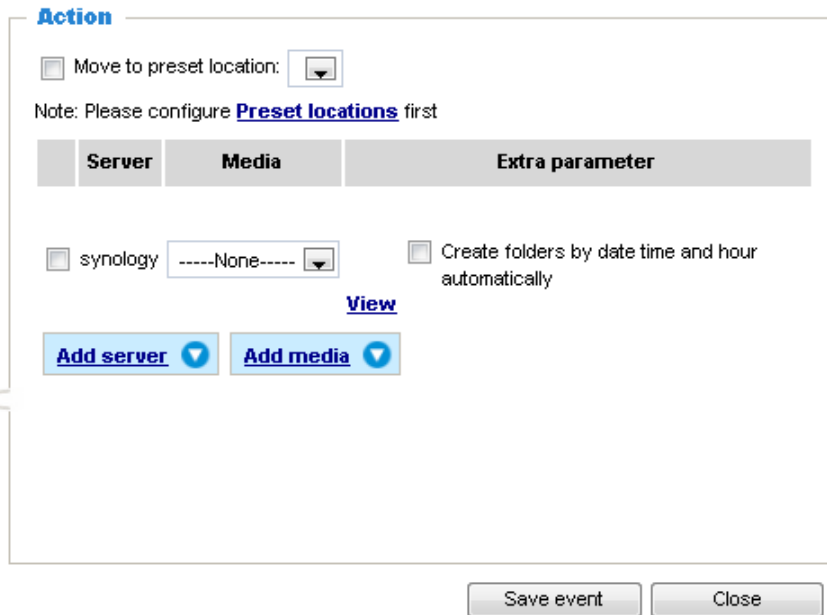 Action
Move to preset location:
Note: Please configure Preset locations first
Server Media Extra parameter
synology -----None----- Create folders by date time and hour
automatically
View
Add server Add media
Save event Close